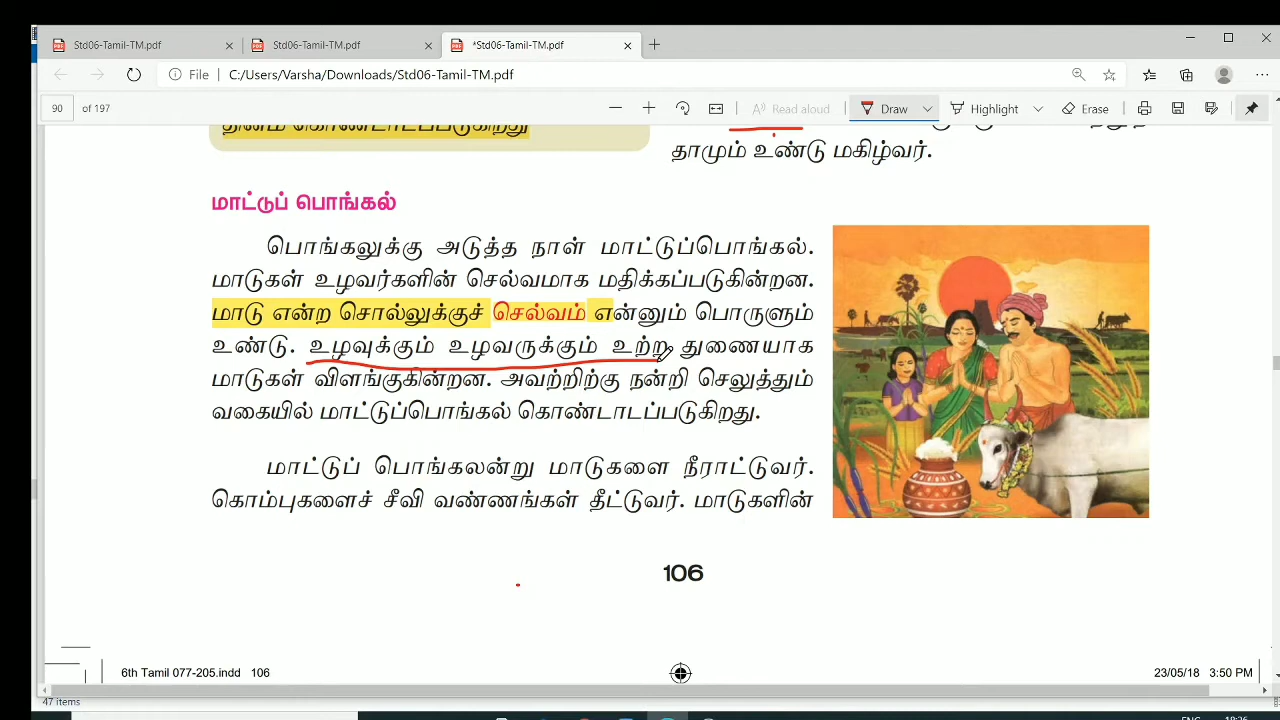 Std06-Tamil-TM.pdf
Std06-Tamil-TM.pdf
*Std06-Tamil-TM.pdf
File
C:/Users/Varsha/Downloads/Std06-Tamil-TM.pdf
90 of 197
Read aloud
Draw
Highlight
Erase
தினம் கொண்டாடப்படுகிறது
தாமும் உண்டு மகிழ்வர்.
மாட்டுப் பொங்கல்
பொங்கலுக்கு அடுத்த நாள் மாட்டுப்பொங்கல்.
மாடுகள் உழவர்களின் செல்வமாக மதிக்கப்படுகின்றன.
மாடு என்ற சொல்லுக்குச் செல்வம் என்னும் பொருளும்
உண்டு. உழவுக்கும் உழவருக்கும் உற்ற துணையாக
மாடுகள் விளங்குகின்றன. அவற்றிற்கு நன்றி செலுத்தும்
வகையில் மாட்டுப்பொங்கல் கொண்டாடப்படுகிறது.
மாட்டுப் பொங்கலன்று மாடுகளை நீராட்டுவர்.
கொம்புகளைச் சீவி வண்ணங்கள் தீட்டுவர். மாடுகளின்
106
6th Tamil 077-205.indd 106
23/05/18 3:50 PM
47 items